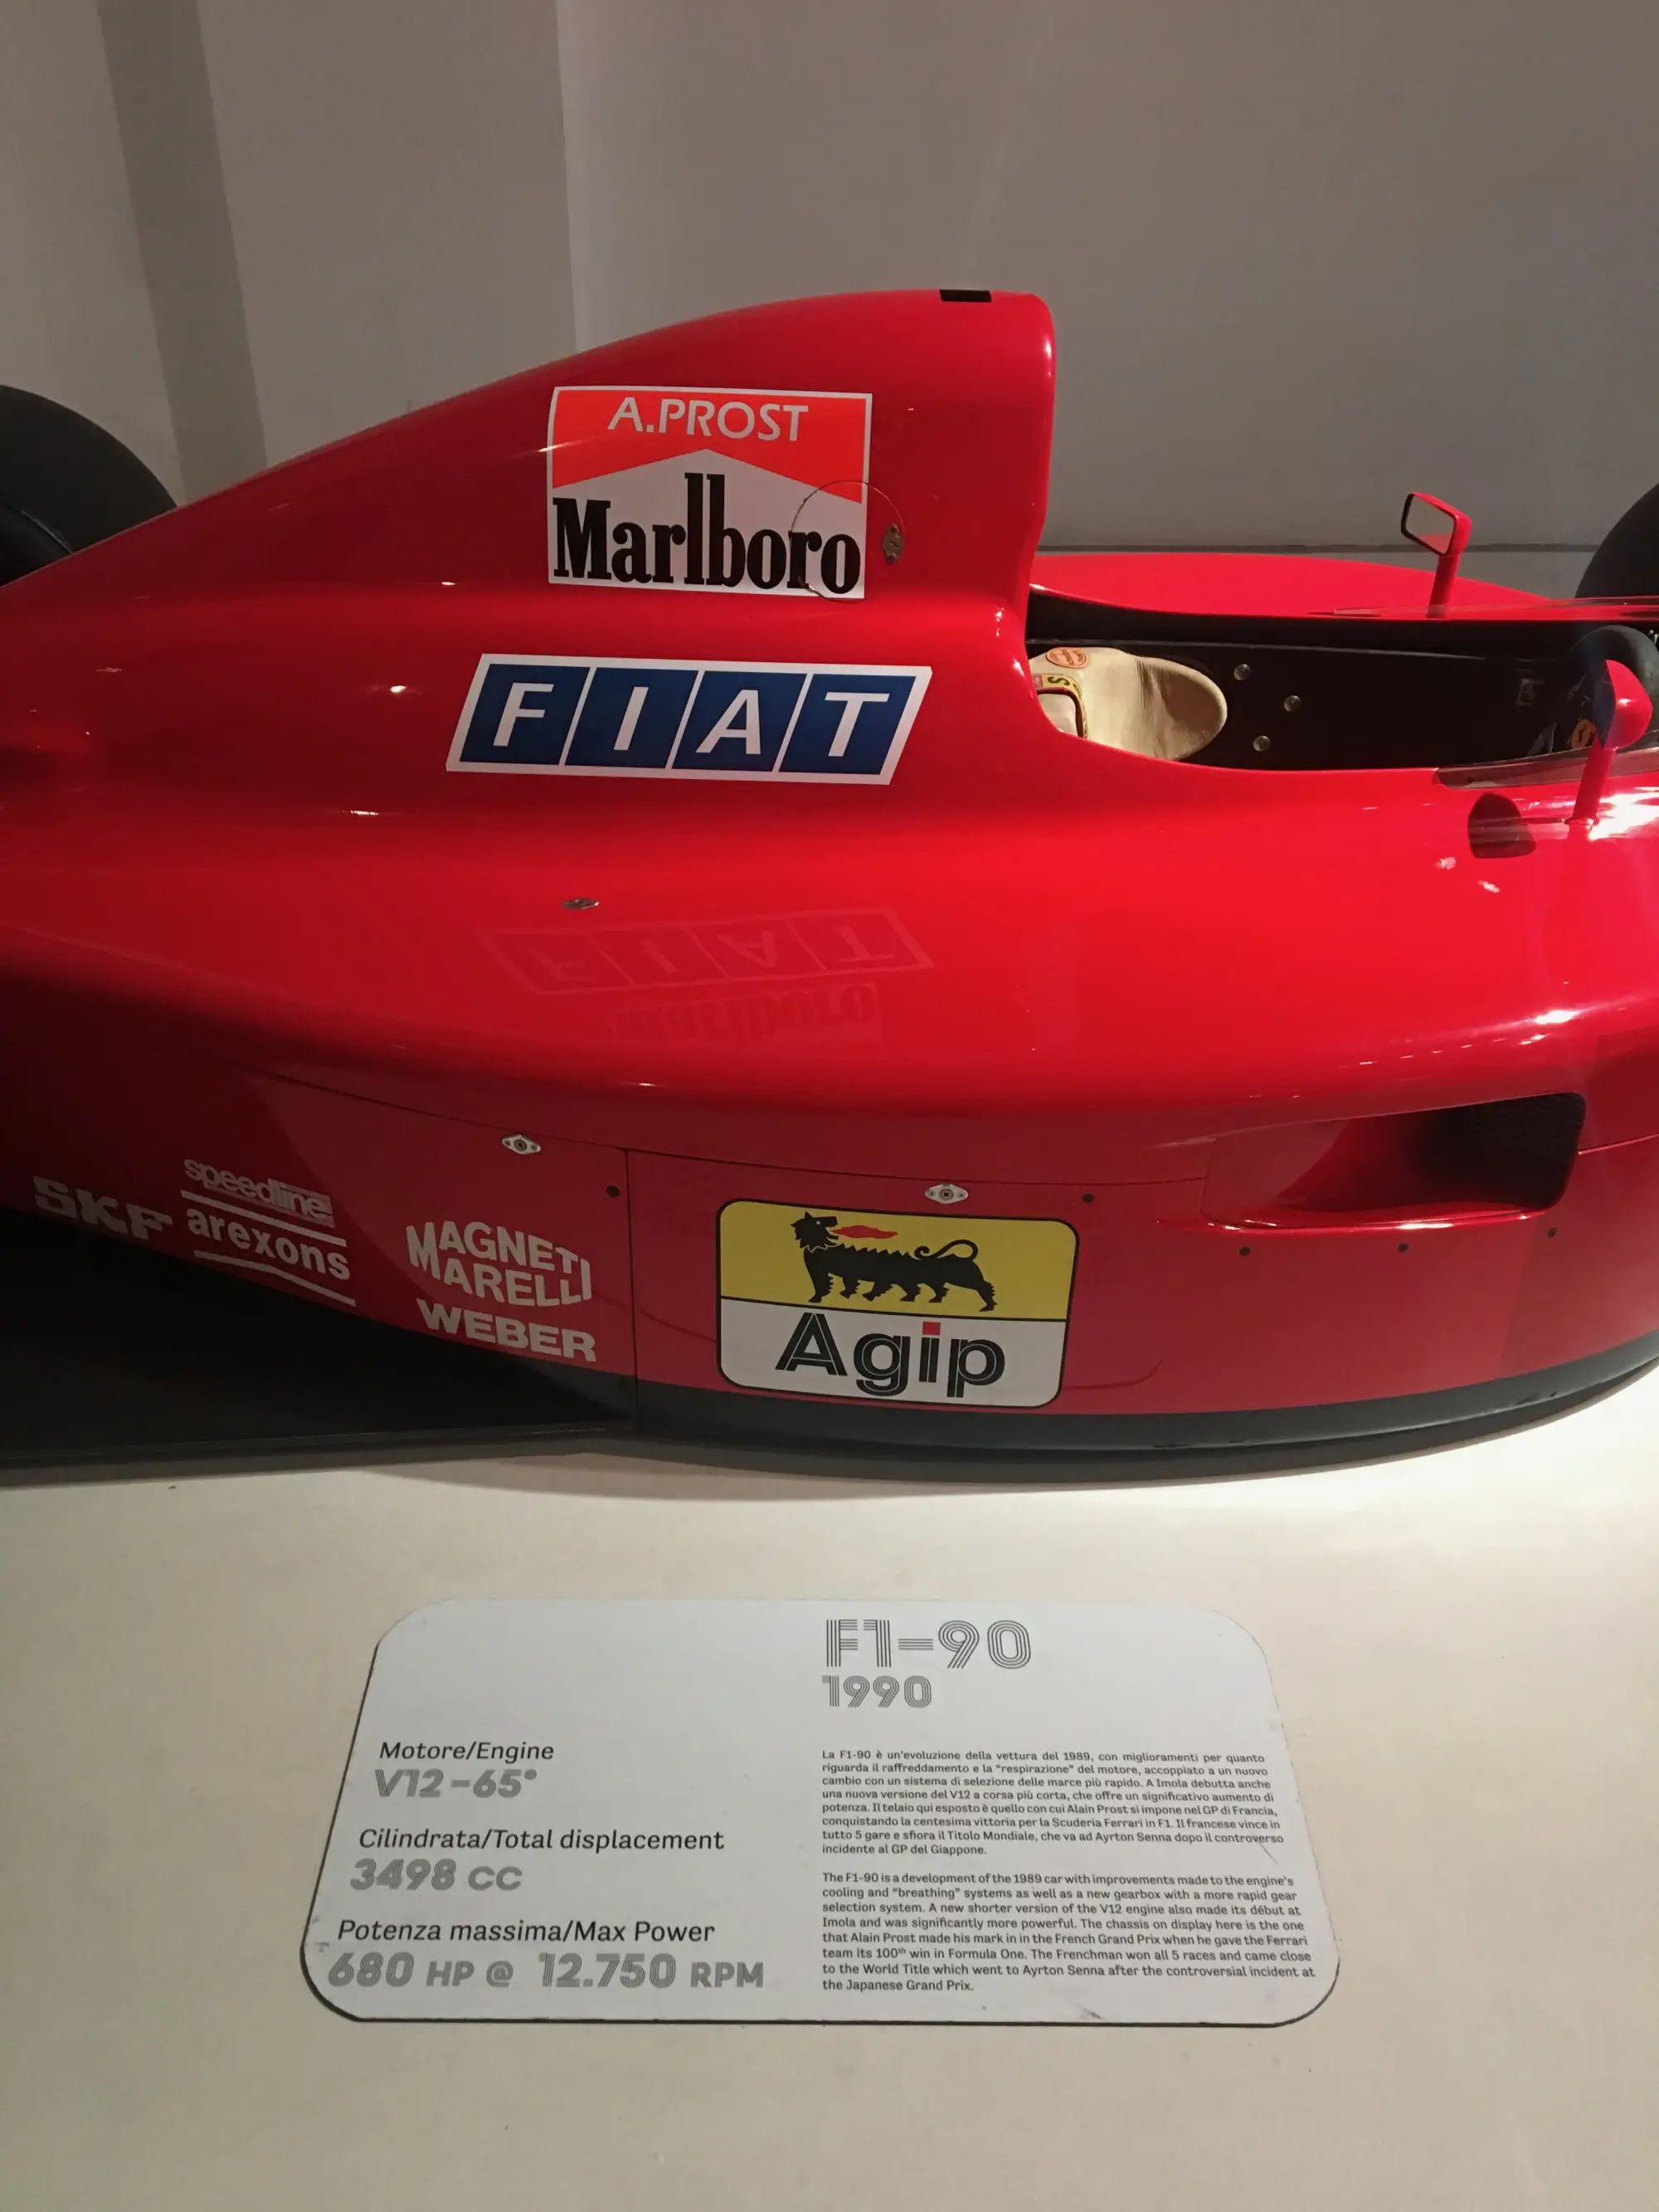 A.PROST
Marlboro
FIAT
SKF
speedline
arexons
MAGNETI
MARELLI
WEBER
Agip
F1-90
1990
Motore/Engine
V12-65°
Cilindrata/Total displacement
3498 CC
Potenza massima/Max Power
680 HP @ 12.750 RPM
La F1-90 è un'evoluzione della vettura del 1989, con miglioramenti per quanto
riguarda il raffreddamento e la "respirazione" del motore, accoppiato a un nuovo
cambio con un sistema di selezione delle marce più rapido. A Imola debutta anche
una nuova versione del V12 a corsa più corta, che offre un significativo aumento di
potenza. Il telaio qui esposto è quello con cui Alain Prost si impone nel GP di Francia,
conquistando la centesima vittoria per la Scuderia Ferrari in F1. Il francese vince in
tutto 5 gare e sfiora il Titolo Mondiale, che va ad Ayrton Senna dopo il controverso
incidente al GP del Giappone.
The F1-90 is a development of the 1989 car with improvements made to the engine's
cooling and "breathing" systems as well as a new gearbox with a more rapid gear
selection system. A new shorter version of the V12 engine also made its début at
Imola and was significantly more powerful. The chassis on display here is the one
that Alain Prost made his mark in in the French Grand Prix when he gave the Ferrari
team its 100th win in Formula One. The Frenchman won all 5 races and came close
to the World Title which went to Ayrton Senna after the controversial incident at
the Japanese Grand Prix.